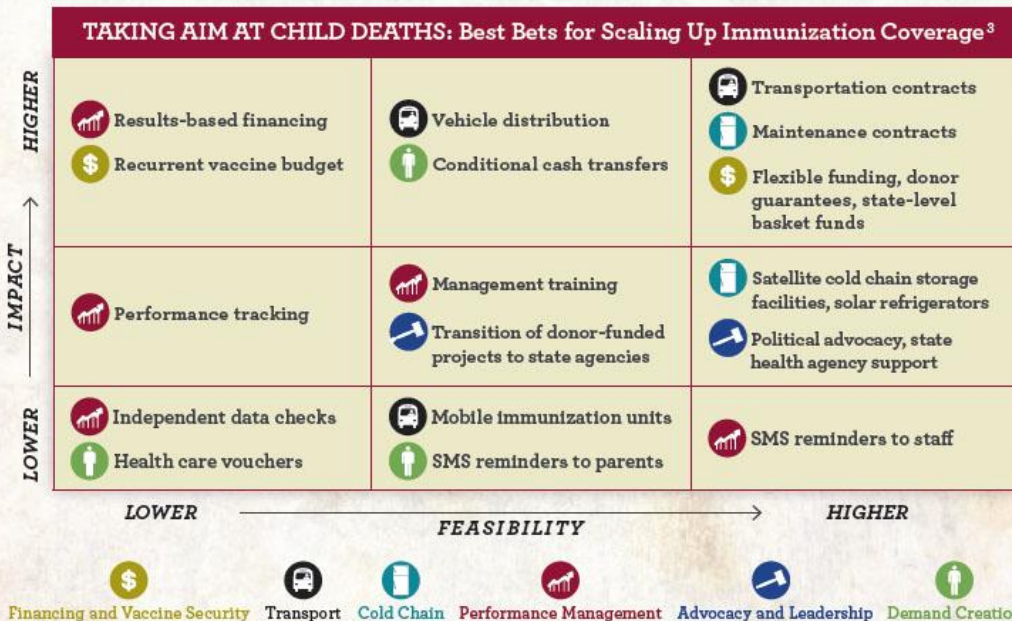 TAKING AIM AT CHILD DEATHS: Best Bets for Scaling Up Immunization Coverage³
HIGHER
IMPACT
LOWER
Results-based financing
$ Recurrent vaccine budget
Vehicle distribution
Conditional cash transfers
Transportation contracts
Maintenance contracts
$ Flexible funding, donor
guarantees, state-level
basket funds
Performance tracking
Management training
Transition of donor-funded
projects to state agencies
Satellite cold chain storage
facilities, solar refrigerators
Political advocacy, state
health agency support
Independent data checks
Health care vouchers
Mobile immunization units
SMS reminders to parents
SMS reminders to staff
LOWER
FEASIBILITY
HIGHER
$
Financing and Vaccine Security Transport Cold Chain Performance Management Advocacy and Leadership Demand Creatio